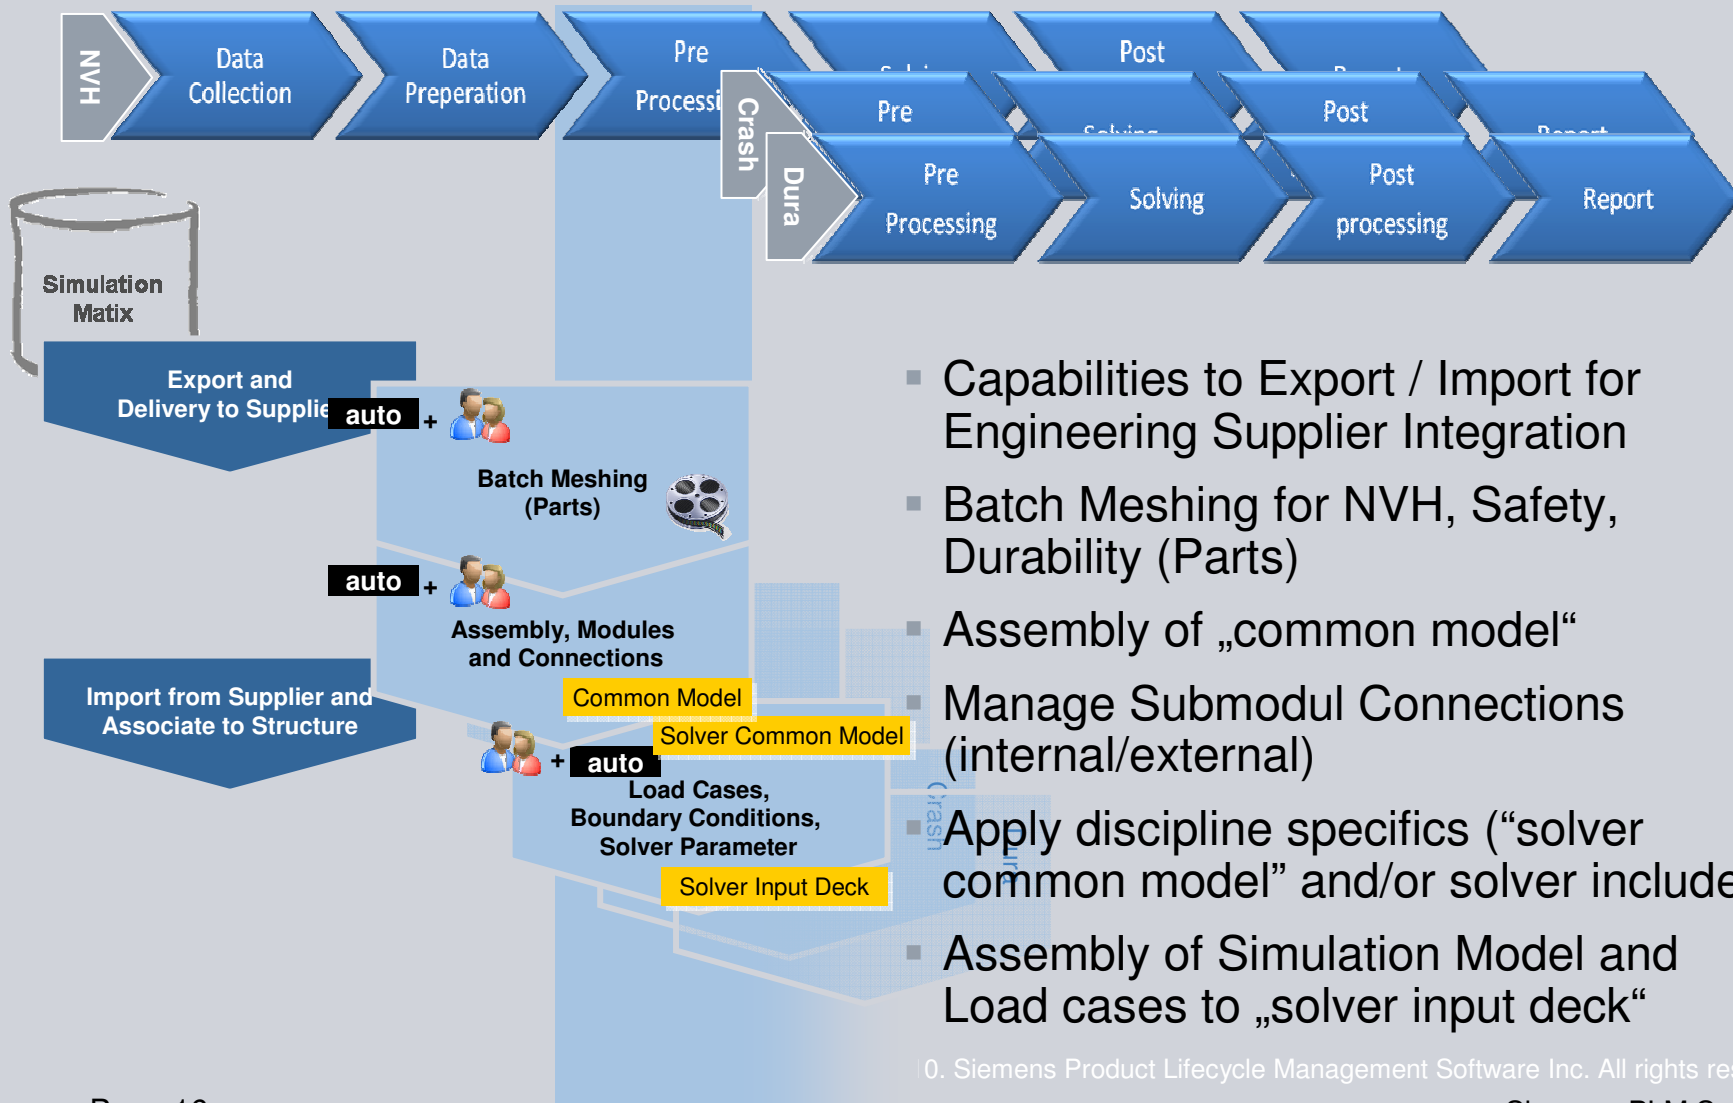 NVH
Data
Collection
Data
Preperation
Pre
Post
Crash
Pre
Post
Dura
Pre
Processing
Solving
Post
processing
Report
Simulation
Matix
Export and
Delivery to
auto +
Batch Meshing
(Parts)
auto +
Assembly, Modules
and Connections
Common Model
Solver Common Model
Import from Supplier and
Associate to Structure
+ auto
Load Cases,
Boundary Conditions,
Solver Parameter
Solver Input Deck
Crash
Dura
▪ Capabilities to Export / Import for
Engineering Supplier Integration
▪ Batch Meshing for NVH, Safety,
Durability (Parts)
▪ Assembly of „common model“
▪ Manage Submodul Connections
(internal/external)
▪ Apply discipline specifics (“solver
common model” and/or solver include
▪ Assembly of Simulation Model and
Load cases to „solver input deck“
0. Siemens Product Lifecycle Management Software Inc. All rights